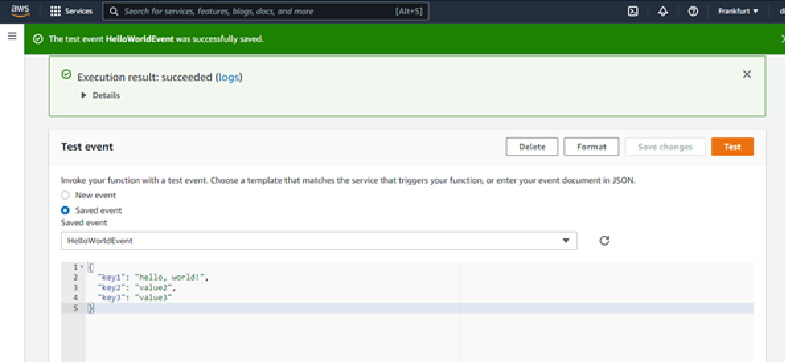 aws Services Search for services, features, blogs, docs, and more [Alt+S] Frankfurt
The test event HelloWorldEvent was successfully saved.
Execution result: succeeded (logs)
Details
Test event Delete Format Save changes Test
Invoke your function with a test event. Choose a template that matches the service that triggers your function, or enter your event document in JSON.
New event
Saved event
Saved event
HelloWorldEvent
1 {
2 "key1": "hello, world!",
3 "key2": "value2",
4 "key3": "value3"
5 }